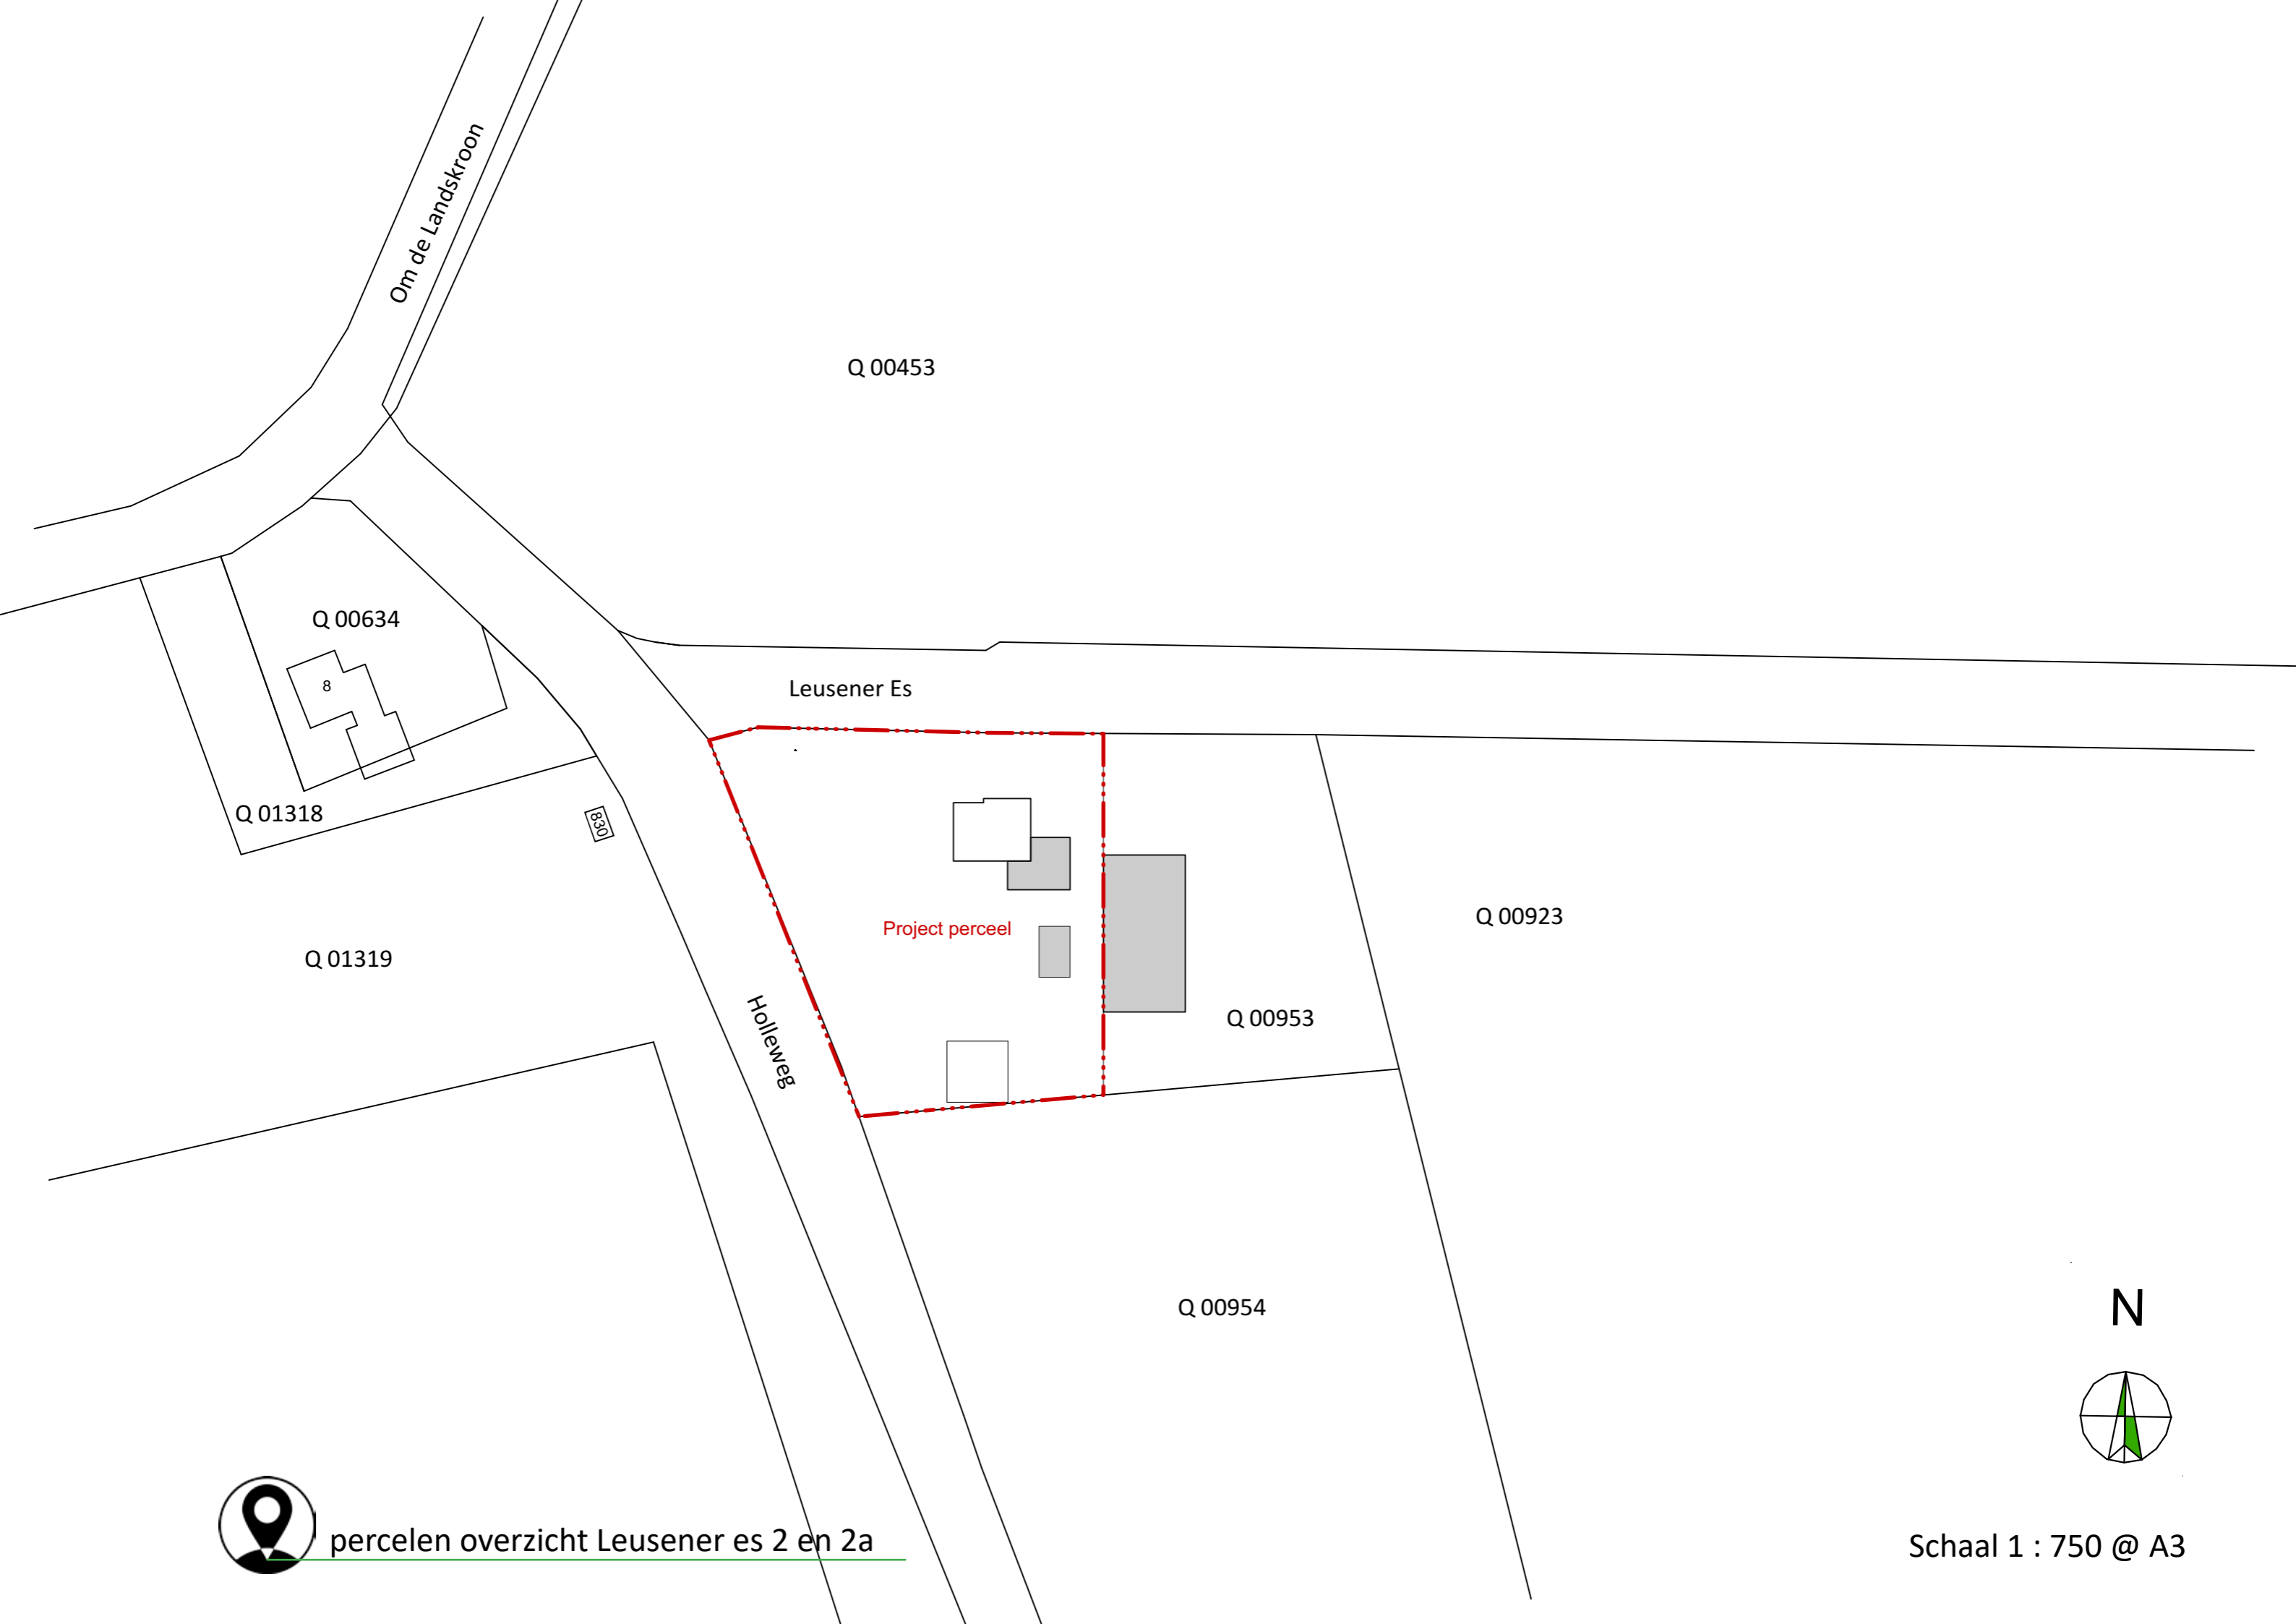 Om de Landskroon
Q 00453
Q 00634
8
Leusener Es
Q 01318
830
Project perceel
Q 00923
Q 01319
Q 00953
Holleweg
Q 00954
N
percelen overzicht Leusener es 2 en 2a
Schaal 1 : 750 @ A3